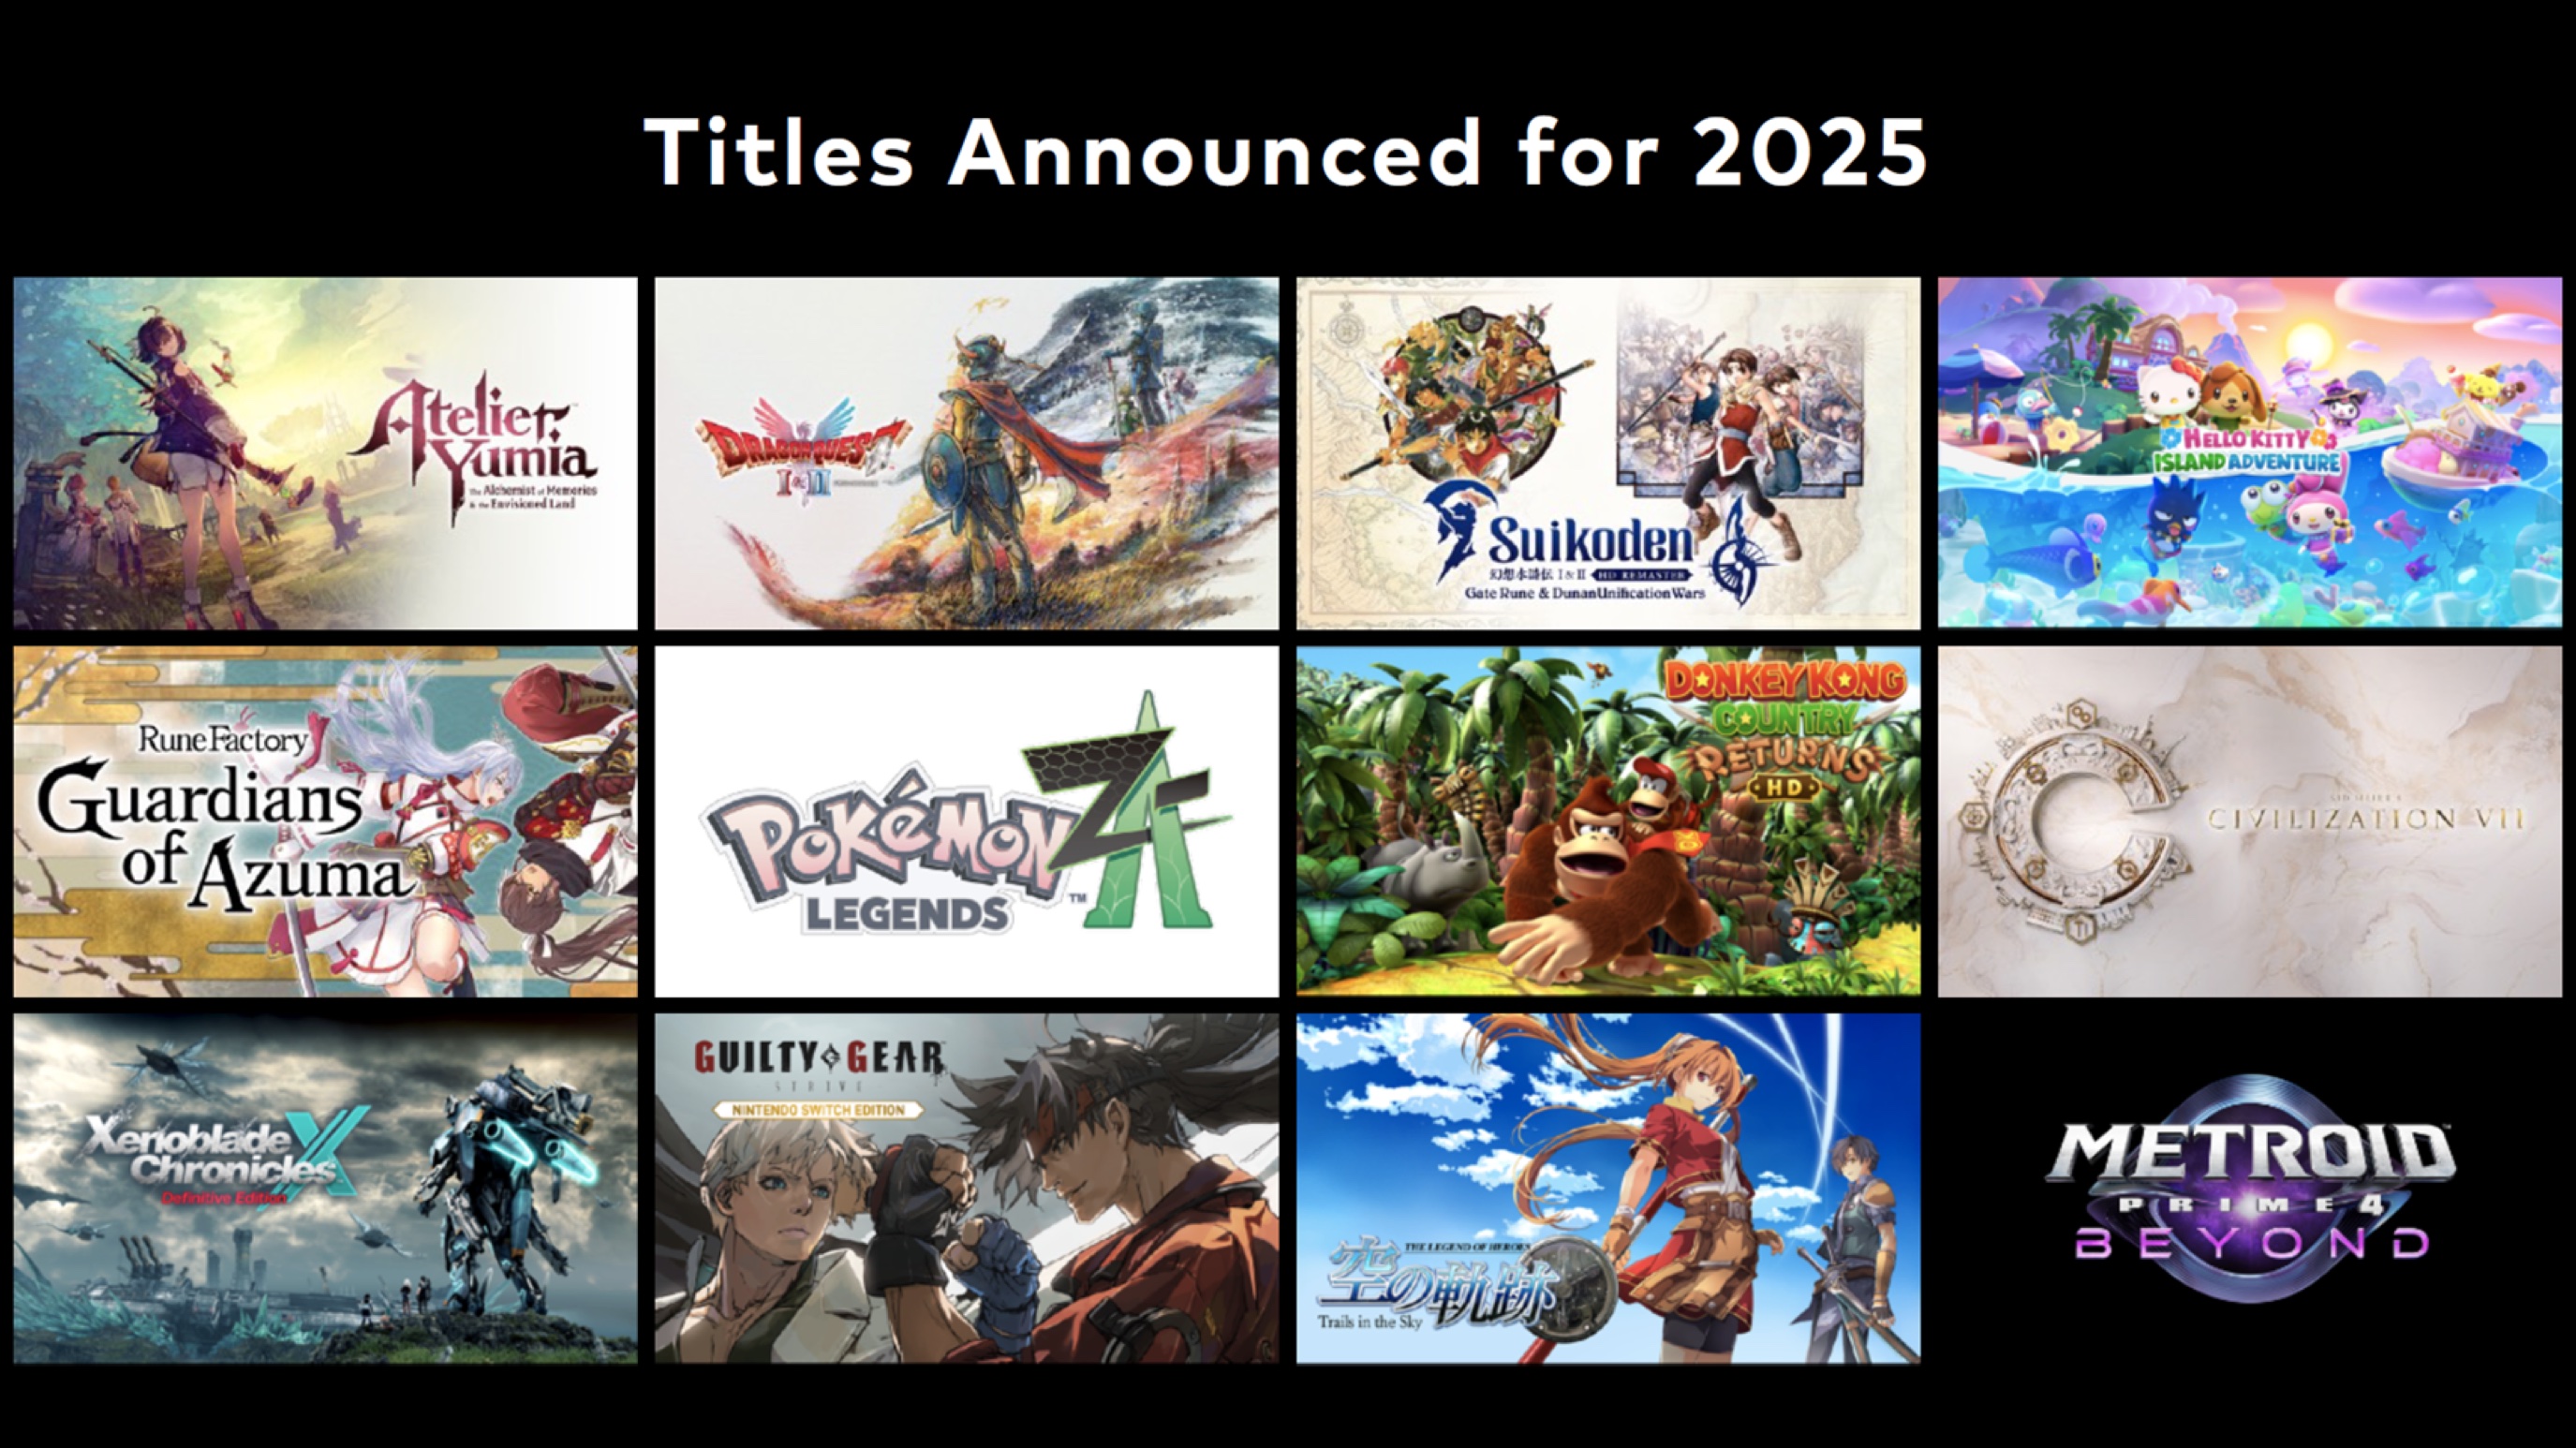 Titles Announced for 2025
Atelier
Yumia
The Alchemist of Memories
& the Envisioned Land
DRAGON QUEST
I & II
Suikoden
幻想水滸伝 I & II HD REMASTER
Gate Rune & Dunan Unification Wars
HELLO KITTY
ISLAND ADVENTURE
Rune Factory
Guardians
of Azuma
POKéMON
LEGENDS
ZA
™
DONKEY KONG
COUNTRY
RETURNS
HD
SID MEIER'S
CIVILIZATION VII
Xenoblade
Chronicles X
Definitive Edition
GUILTY GEAR
STRIVE
NINTENDO SWITCH EDITION
THE LEGEND OF HEROES
空の軌跡
Trails in the Sky
METROID
PRIME 4
BEYOND